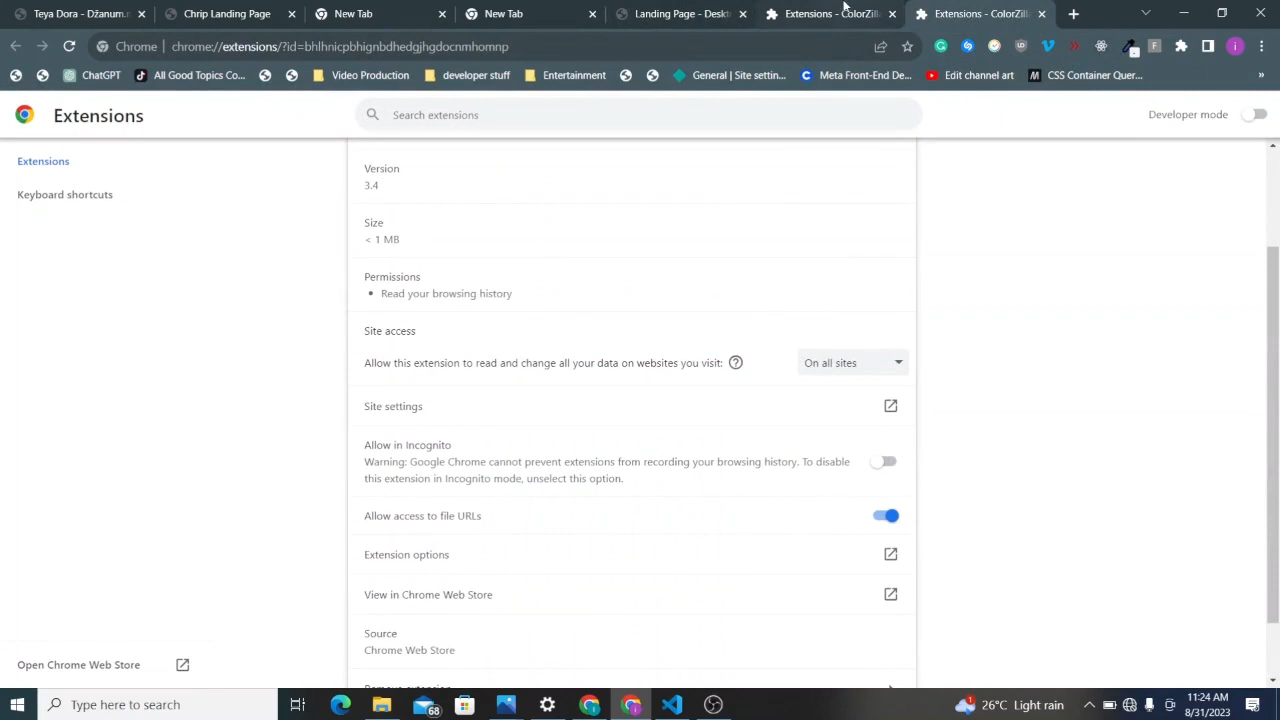 Teya Dora - Džanum.m
Chrip Landing Page
New Tab
New Tab
Landing Page - Deskt
Extensions - ColorZill
Extensions - ColorZill
Chrome | chrome://extensions/?id=bhlhnicpbhignbdhedgjhgdocnmhomnp
ChatGPT
All Good Topics Co...
Video Production
developer stuff
Entertainment
General | Site settin...
Meta Front-End De...
Edit channel art
CSS Container Quer...
»
Extensions
Search extensions
Developer mode
Extensions
Keyboard shortcuts
Version
3.4
Size
< 1 MB
Permissions
• Read your browsing history
Site access
Allow this extension to read and change all your data on websites you visit:
On all sites
Site settings
Allow in Incognito
Warning: Google Chrome cannot prevent extensions from recording your browsing history. To disable
this extension in Incognito mode, unselect this option.
Allow access to file URLs
Extension options
View in Chrome Web Store
Source
Chrome Web Store
Open Chrome Web Store
Type here to search
68
1
26°C Light rain
11:24 AM
8/31/2023